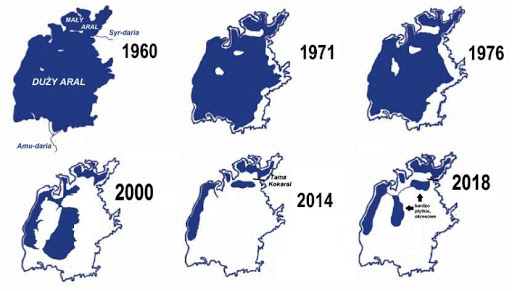 MAŁY
ARAL
Syr-daria
1960
DUŻY ARAL
Amu-daria
1971
1976
2000
Tama
Kokaral
2014
2018
bardzo
płytkie,
okresowe